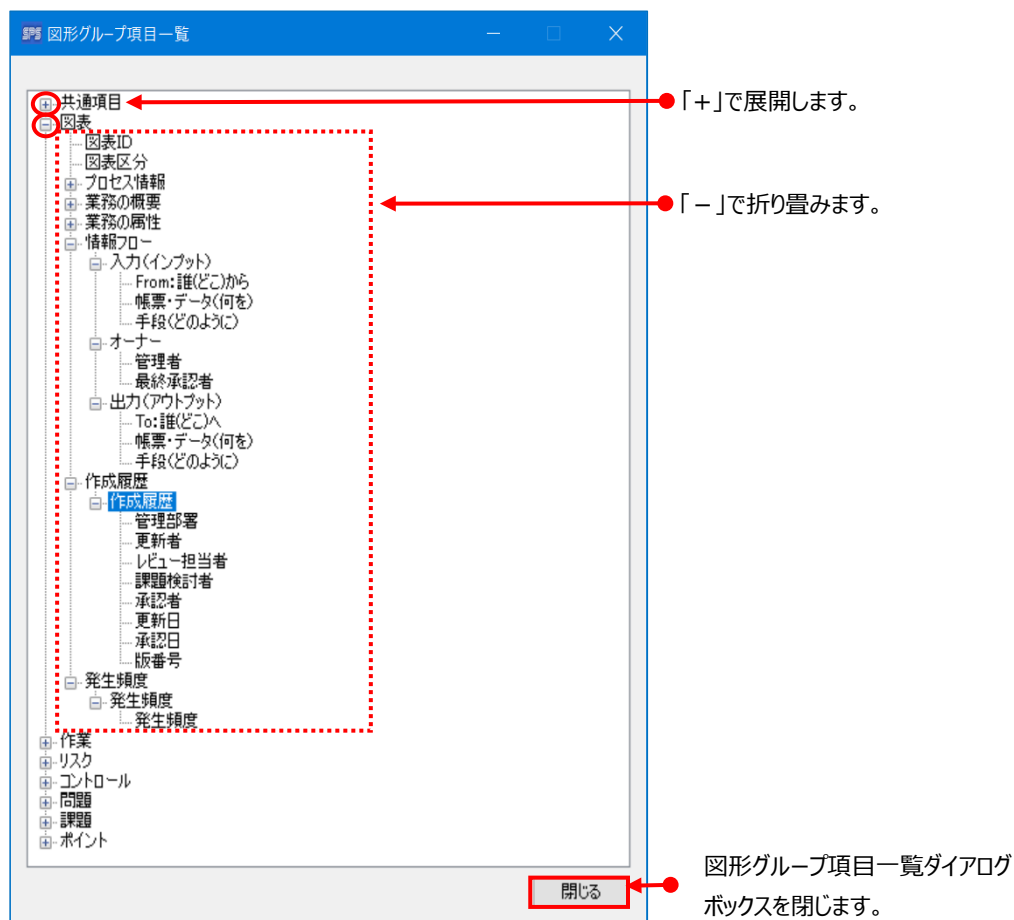 SPS 図形グループ項目一覧
共通項目
「+」で展開します。
図表
図表ID
図表区分
プロセス情報
業務の概要
「－」で折り畳みます。
業務の属性
情報フロー
入力(インプット)
From:誰(どこ)から
帳票・データ(何を)
手段(どのように)
オーナー
管理者
最終承認者
出力(アウトプット)
To:誰(どこ)へ
帳票・データ(何を)
手段(どのように)
作成履歴
作成履歴
管理部署
更新者
レビュー担当者
課題検討者
承認者
更新日
承認日
版番号
発生頻度
発生頻度
発生頻度
作業
リスク
コントロール
問題
課題
ポイント
閉じる
図形グループ項目一覧ダイアログ
ボックスを閉じます。